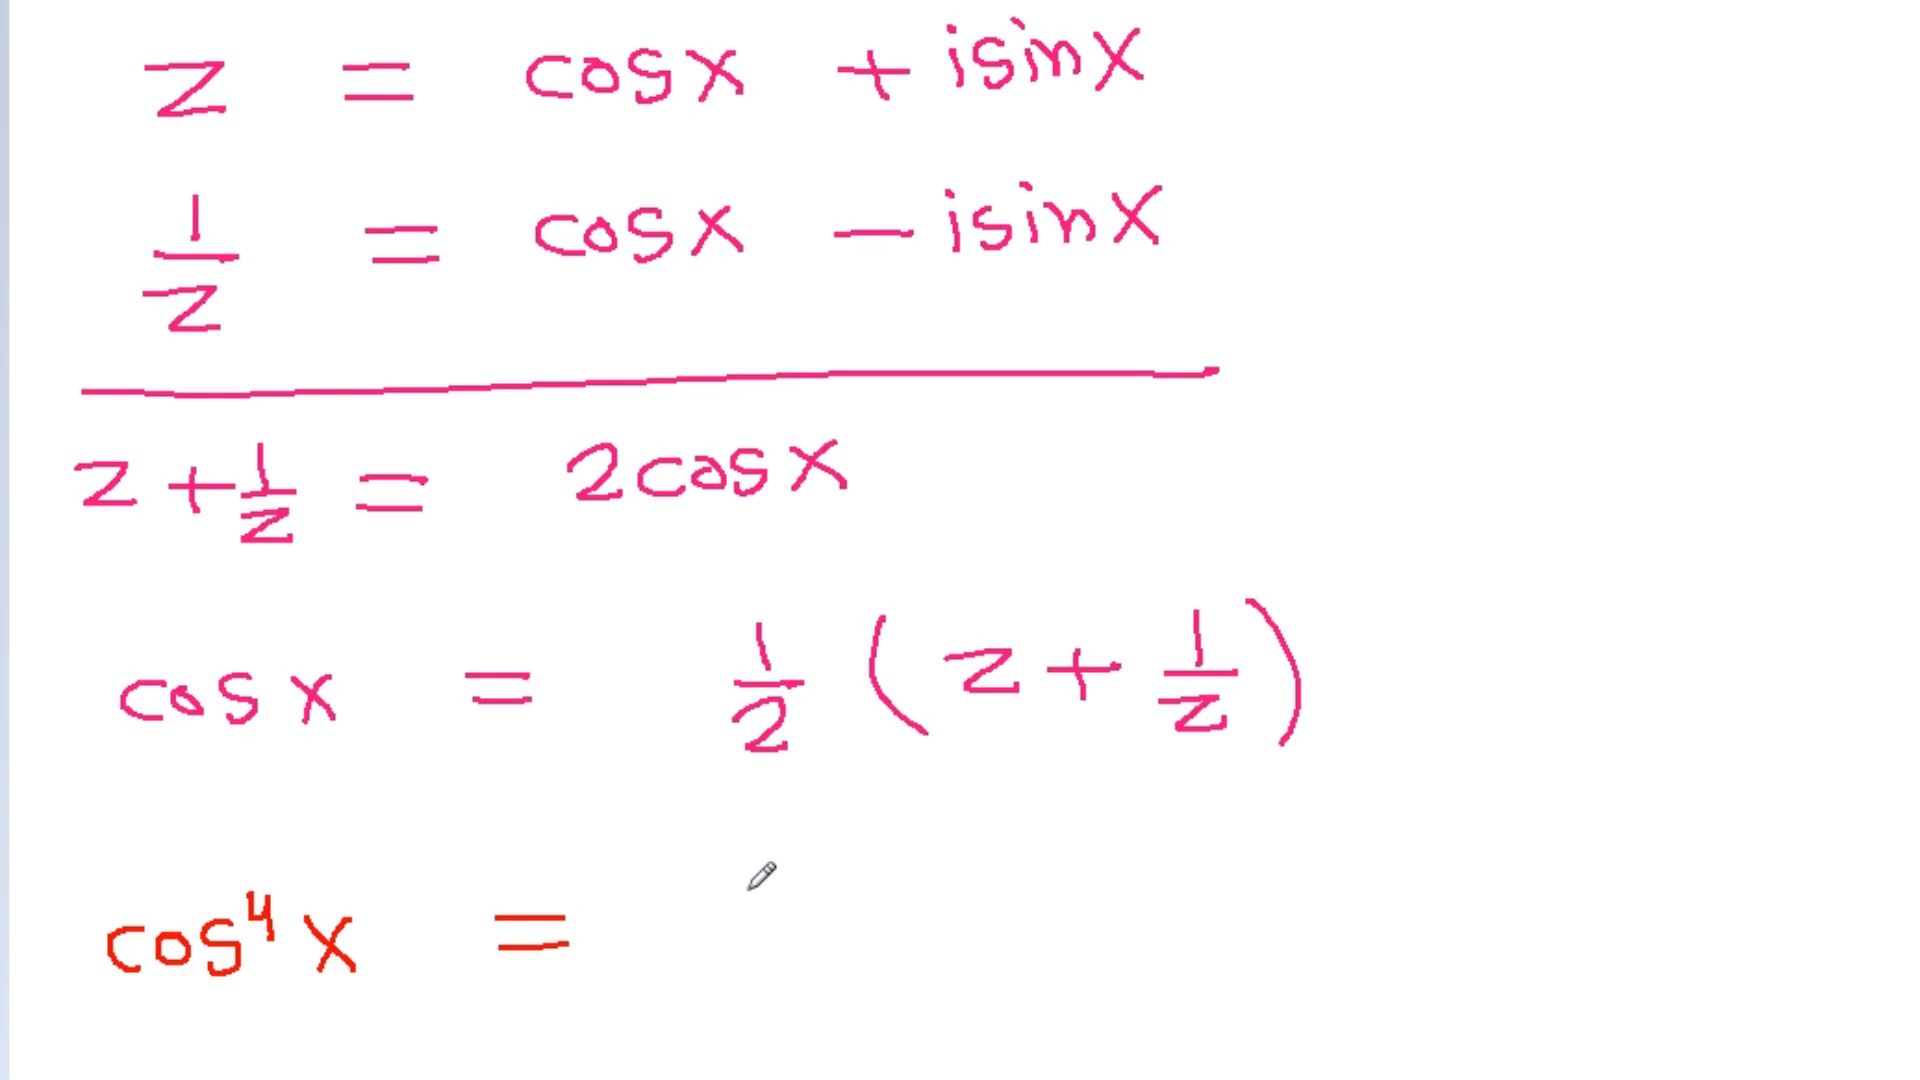 z = cosx + isinx
1/z = cosx - isinx
z + 1/z = 2cosx
cosx = 1/2 (z + 1/z)
cos⁴x =